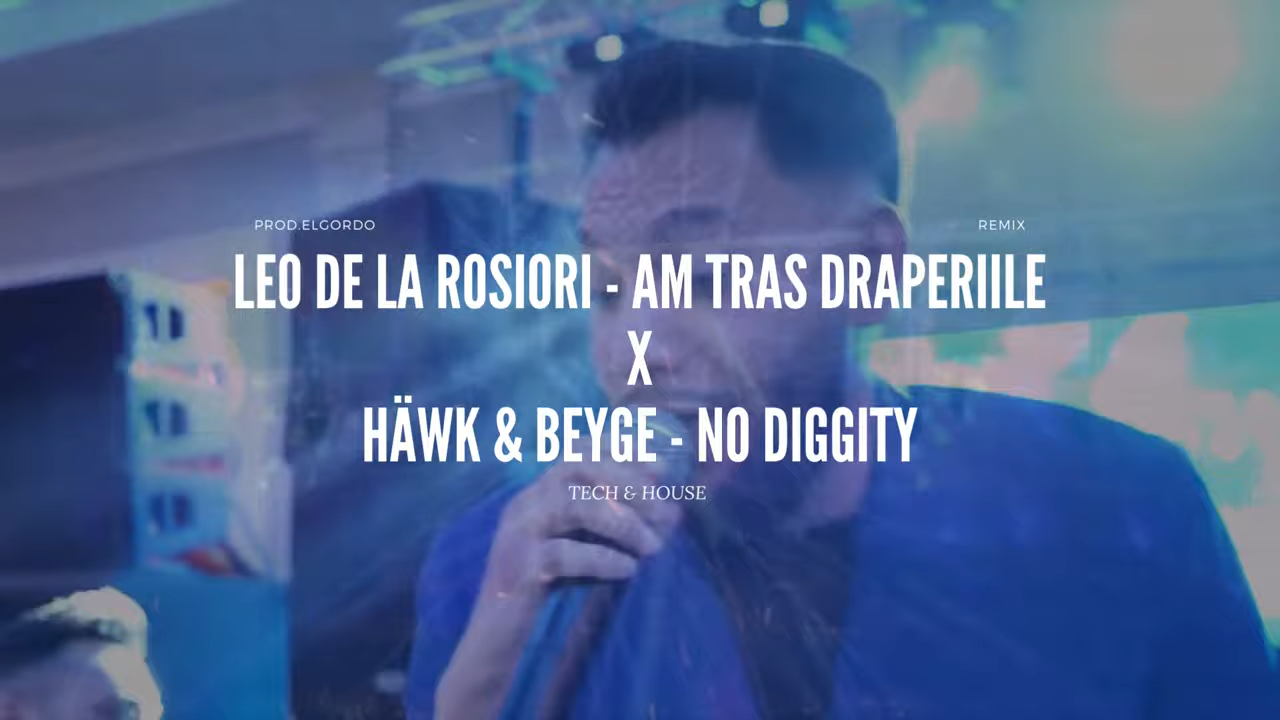 PROD.ELGORDO
REMIX
LEO DE LA ROSIORI - AM TRAS DRAPERIILE
X
HÄWK & BEYGE - NO DIGGITY
TECH & HOUSE